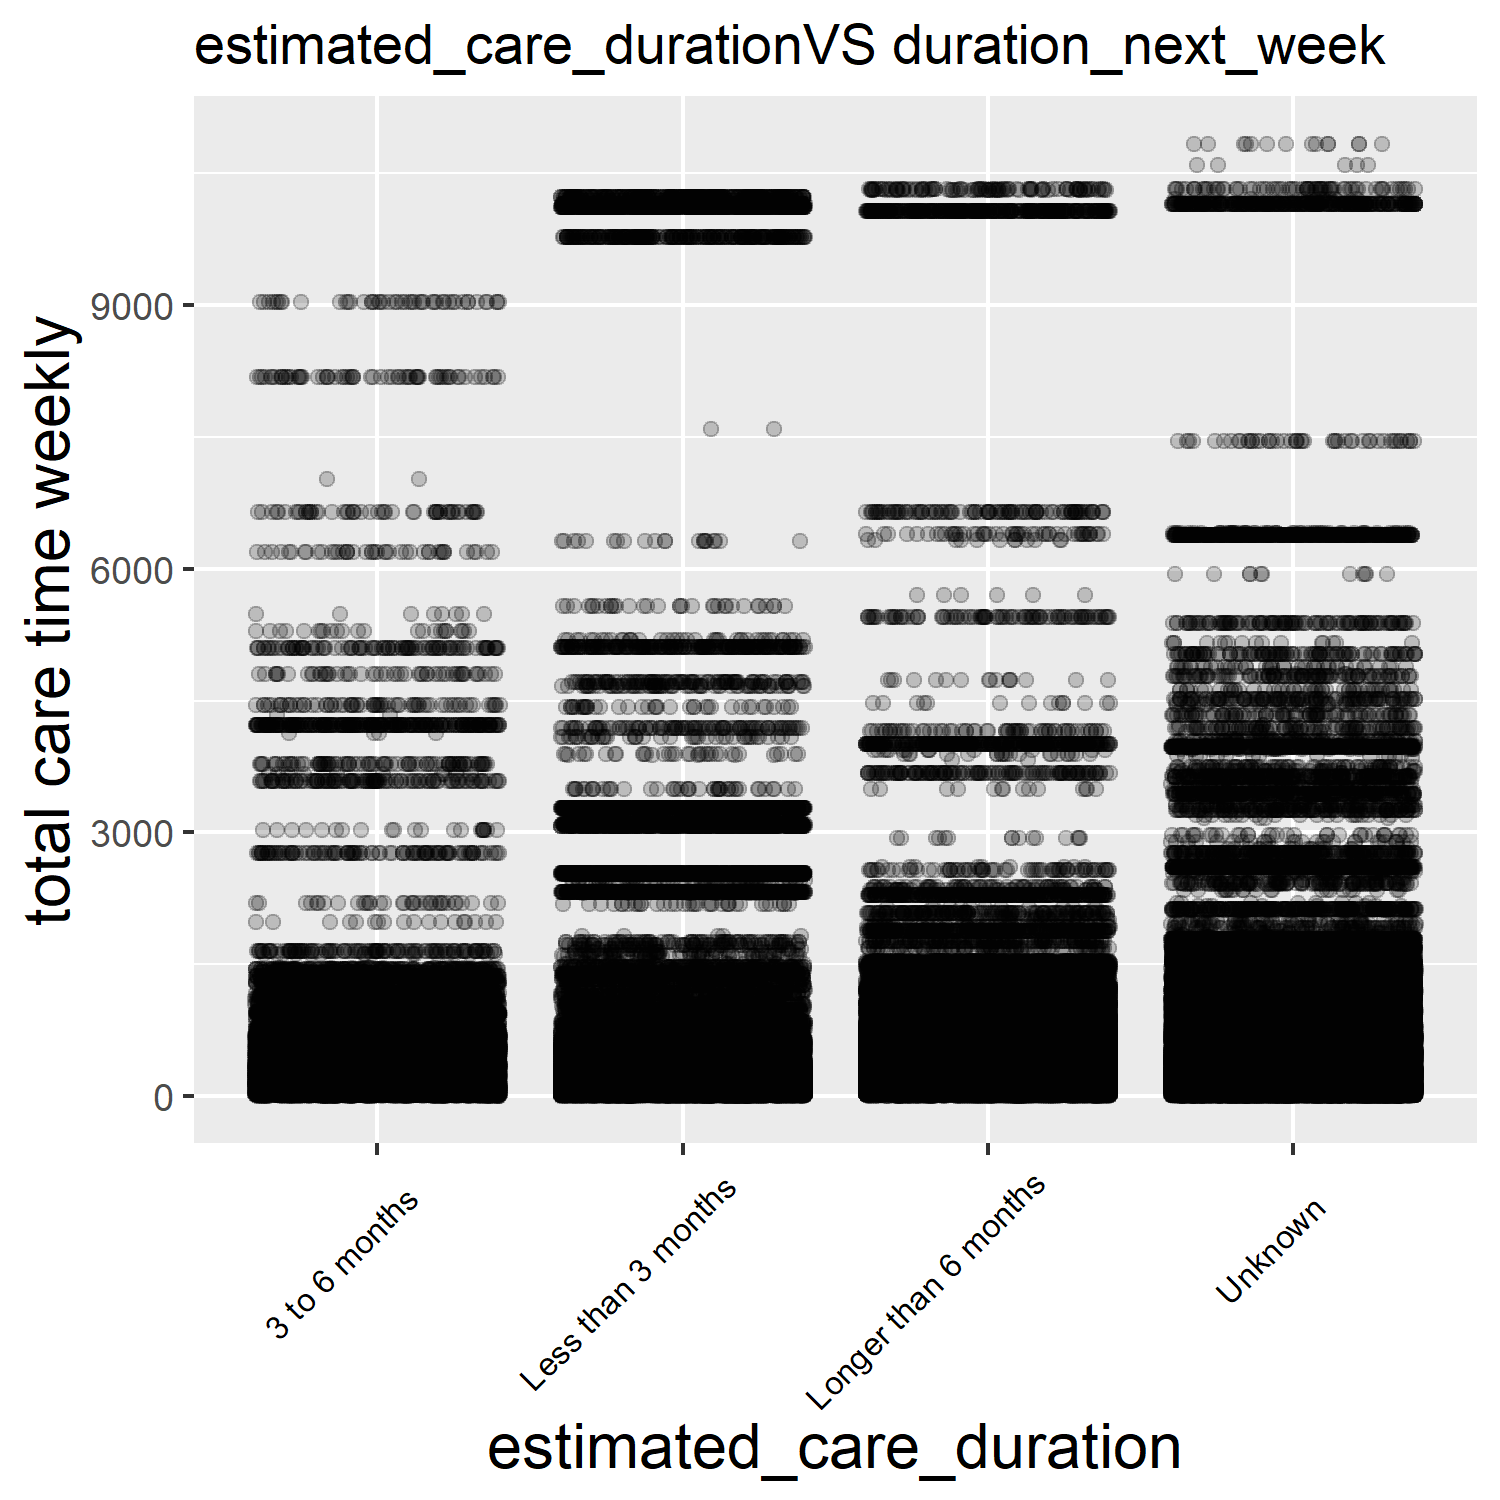 estimated_care_durationVS duration_next_week
total care time weekly
9000
6000
3000
0
3 to 6 months
Less than 3 months
Longer than 6 months
Unknown
estimated_care_duration